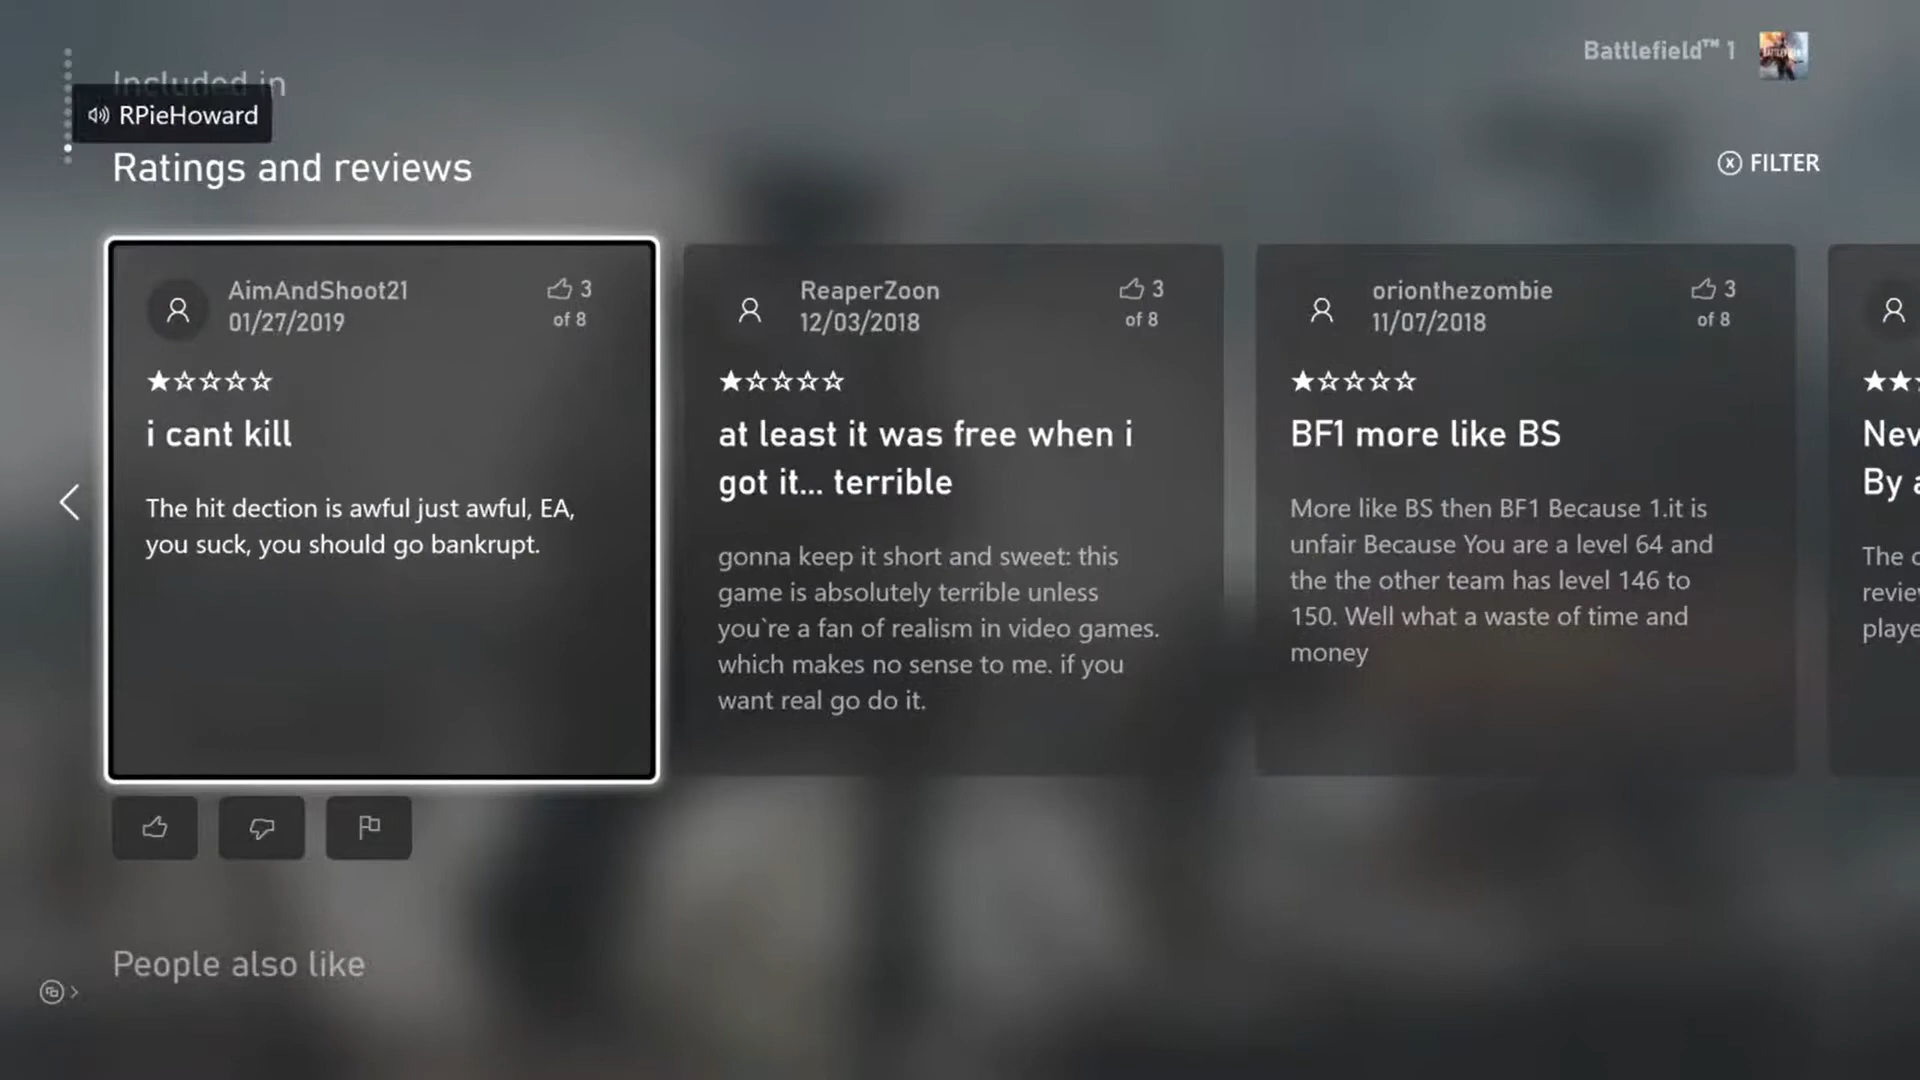 Included in
Battlefield™ 1
RPieHoward
Ratings and reviews
FILTER
AimAndShoot21
01/27/2019
3
of 8
i cant kill
The hit dection is awful just awful, EA,
you suck, you should go bankrupt.
ReaperZoon
12/03/2018
3
of 8
at least it was free when i
got it... terrible
gonna keep it short and sweet: this
game is absolutely terrible unless
you`re a fan of realism in video games.
which makes no sense to me. if you
want real go do it.
orionthezombie
11/07/2018
3
of 8
BF1 more like BS
More like BS then BF1 Because 1.it is
unfair Because You are a level 64 and
the the other team has level 146 to
150. Well what a waste of time and
money
By
The
People also like